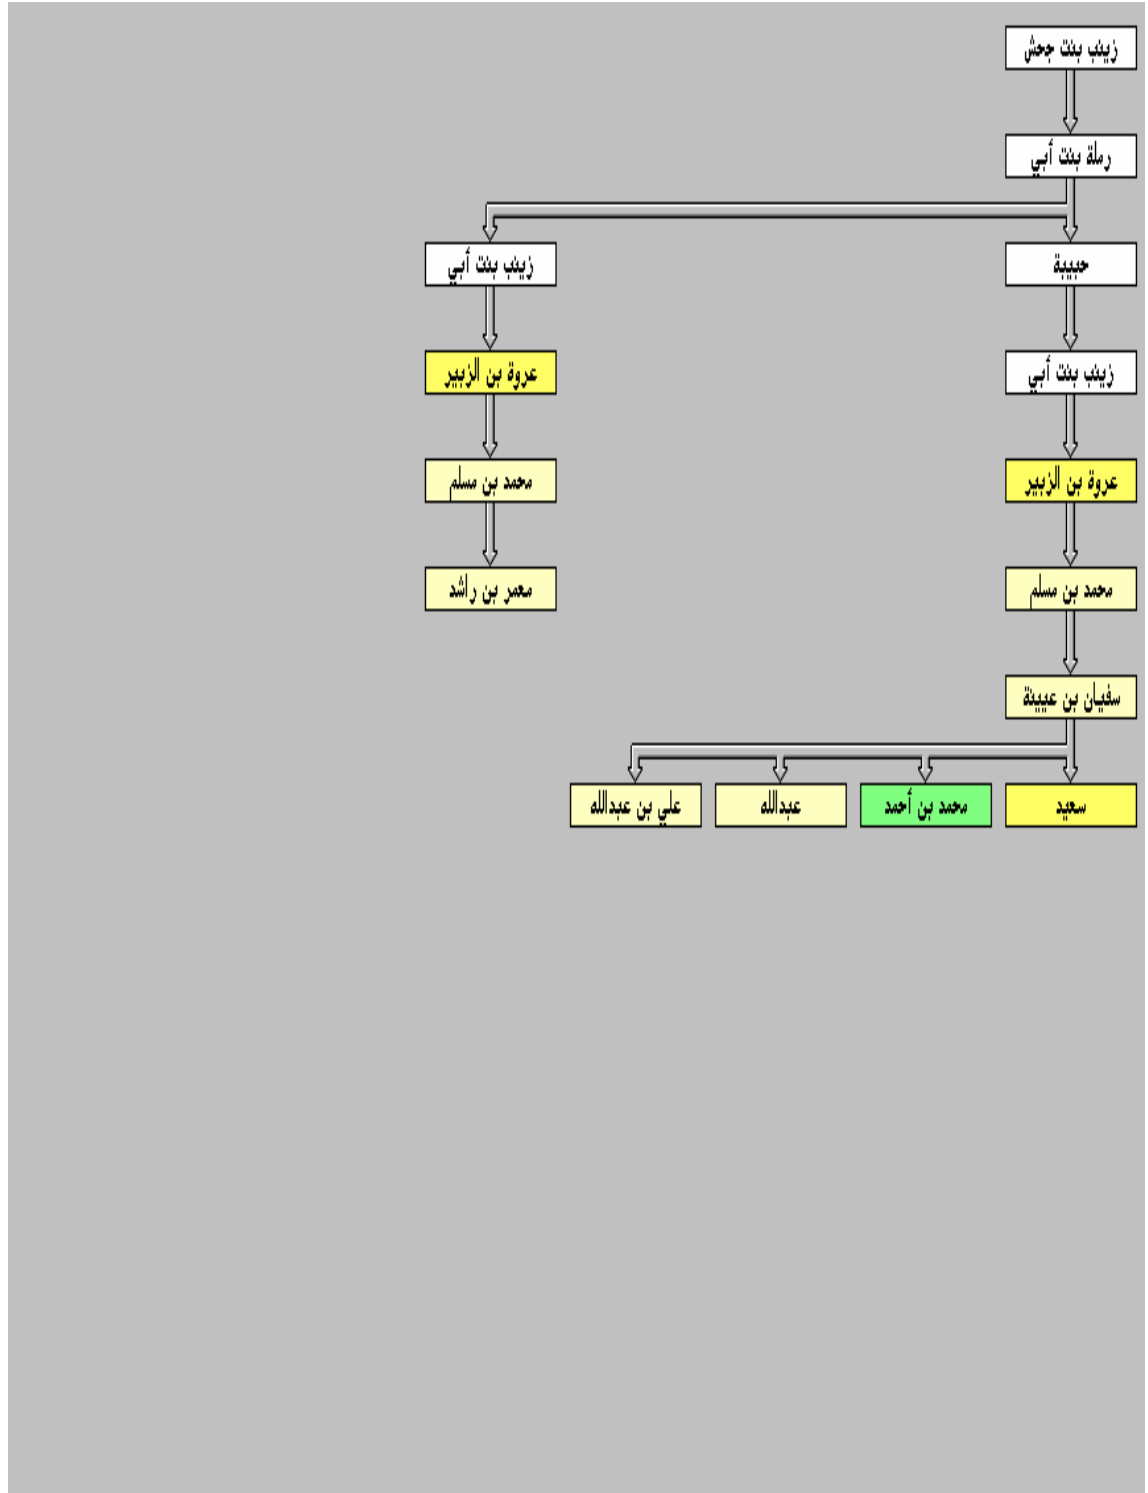 زينب بنت جحش
رملة بنت أبي
حبيبة
زينب بنت أبي
زينب بنت أبي
عروة بن الزبير
عروة بن الزبير
محمد بن مسلم
محمد بن مسلم
معمر بن راشد
سفيان بن عيينة
سعيد
محمد بن أحمد
عبدالله
علي بن عبدالله